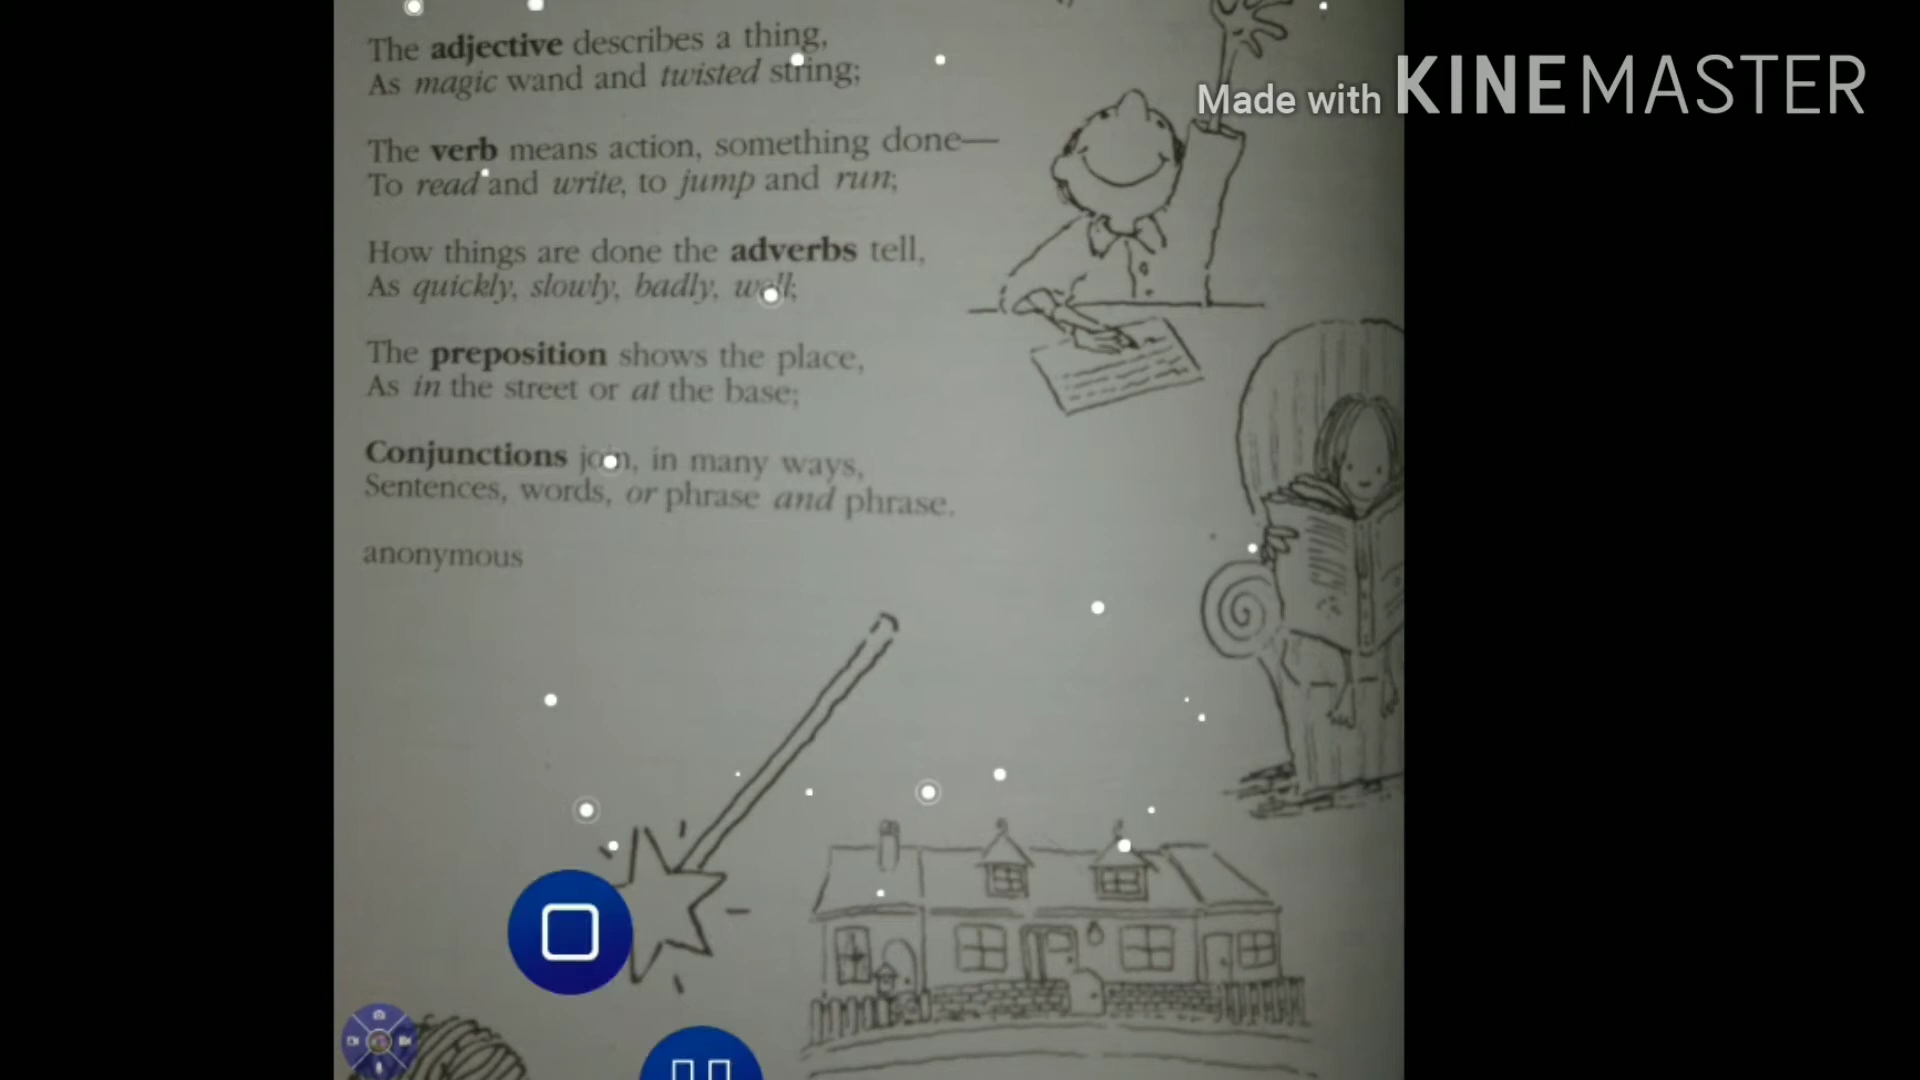 The adjective describes a thing,
As magic wand and twisted string;
The verb means action, something done—
To read and write, to jump and run;
How things are done the adverbs tell,
As quickly, slowly, badly, well;
The preposition shows the place,
As in the street or at the base;
Conjunctions join, in many ways,
Sentences, words, or phrase and phrase.
anonymous
Made with KINEMASTER